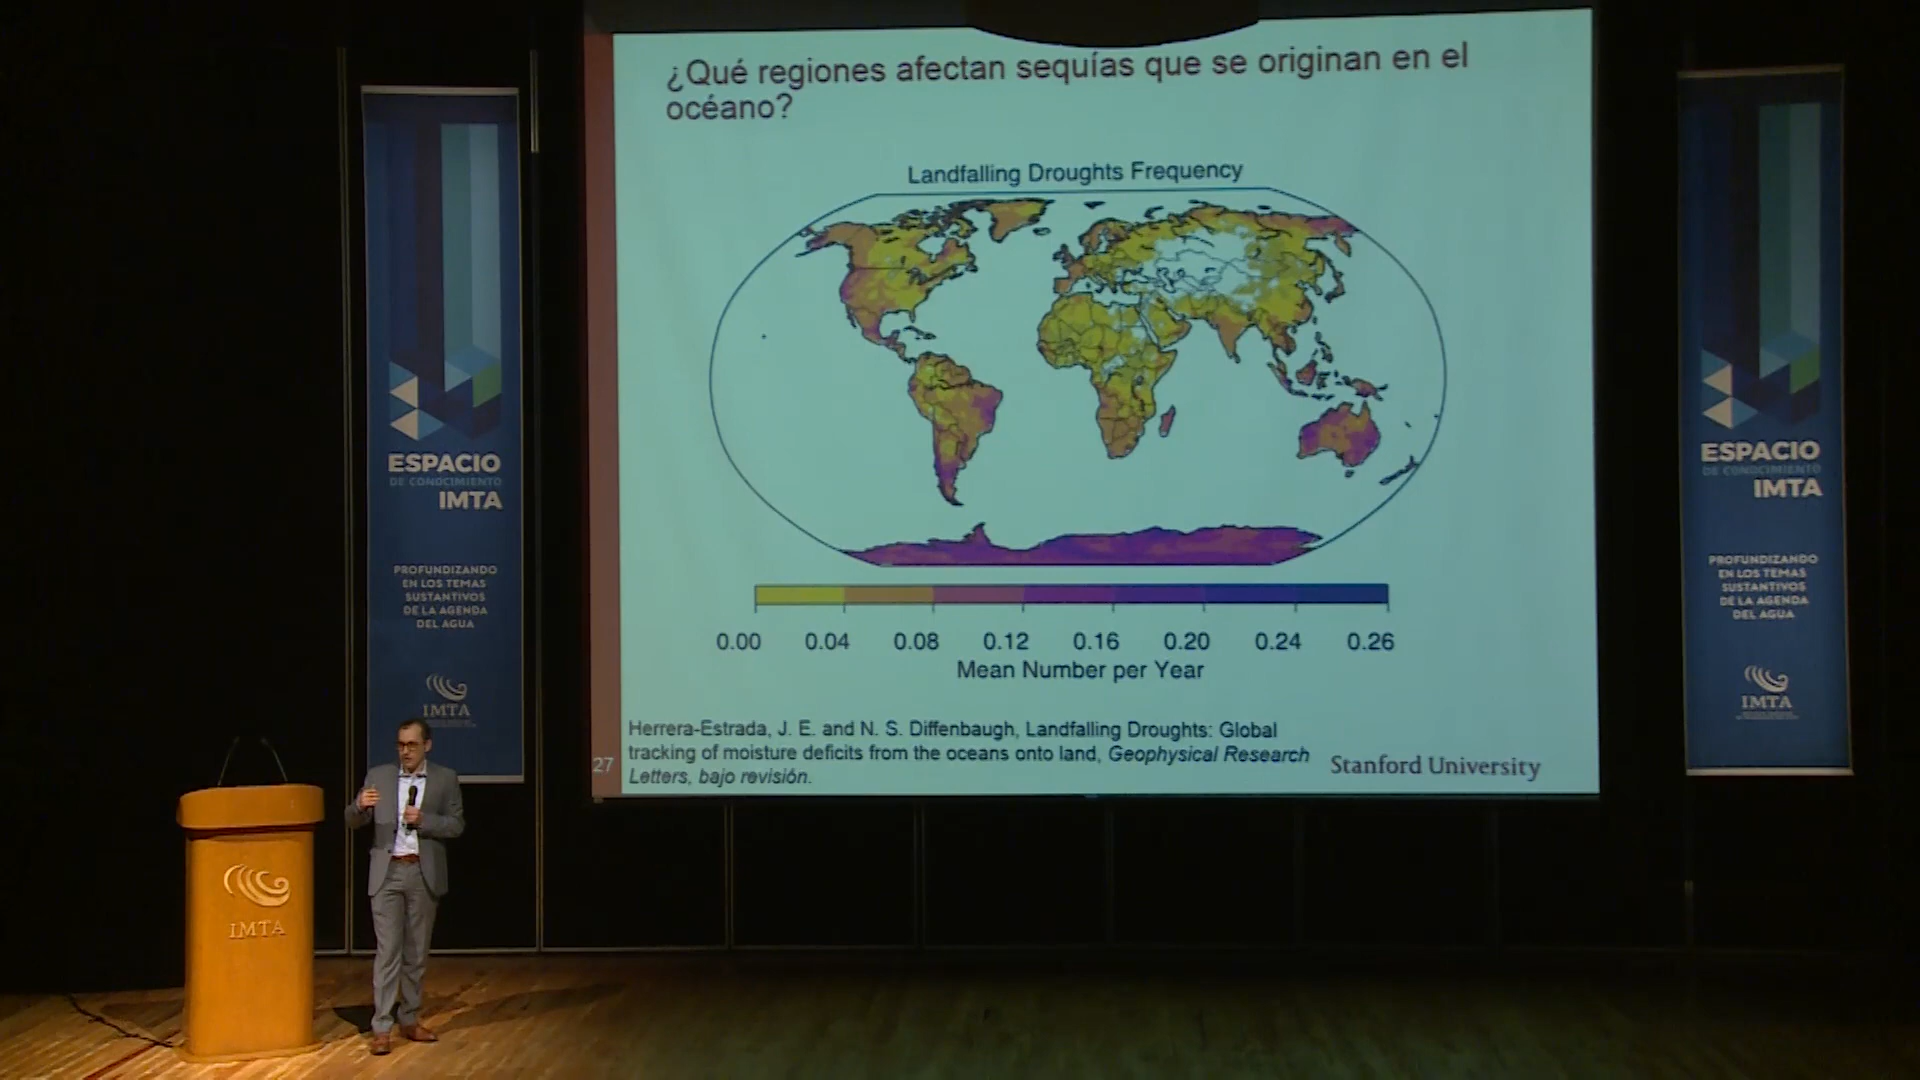 ¿Qué regiones afectan sequías que se originan en el
océano?
Landfalling Droughts Frequency
0.00 0.04 0.08 0.12 0.16 0.20 0.24 0.26
Mean Number per Year
Herrera-Estrada, J. E. and N. S. Diffenbaugh, Landfalling Droughts: Global
tracking of moisture deficits from the oceans onto land, Geophysical Research
Letters, bajo revisión.
27
Stanford University
ESPACIO
DE CONOCIMIENTO
IMTA
PROFUNDIZANDO
EN LOS TEMAS
SUSTANTIVOS
DE LA AGENDA
DEL AGUA
IMTA
IMTA
ESPACIO
DE CONOCIMIENTO
IMTA
PROFUNDIZANDO
EN LOS TEMAS
SUSTANTIVOS
DE LA AGENDA
DEL AGUA
IMTA